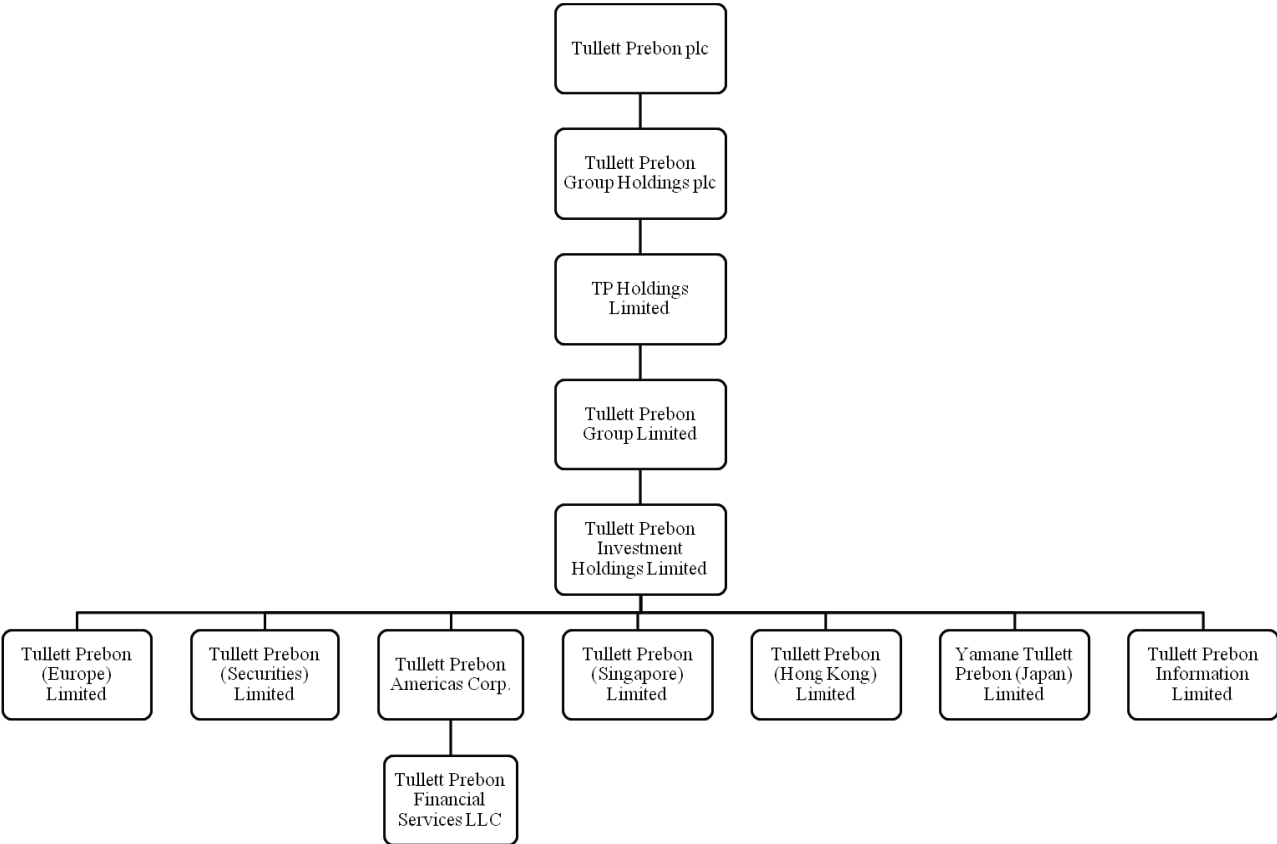 Tullett Prebon plc
Tullett Prebon
Group Holdings plc
TP Holdings
Limited
Tullett Prebon
Group Limited
Tullett Prebon
Investment
Holdings Limited
Tullett Prebon
(Europe)
Limited
Tullett Prebon
(Securities)
Limited
Tullett Prebon
Americas Corp.
Tullett Prebon
(Singapore)
Limited
Tullett Prebon
(Hong Kong)
Limited
Yamane Tullett
Prebon (Japan)
Limited
Tullett Prebon
Information
Limited
Tullett Prebon
Financial
Services LLC